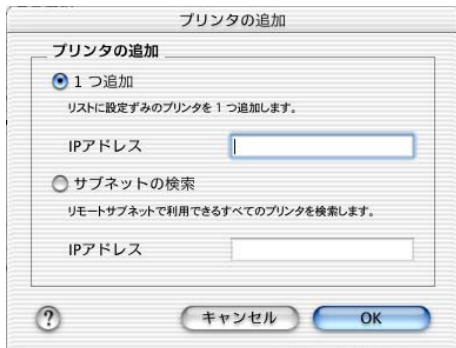 プリンタの追加
プリンタの追加
1 つ追加
リストに設定ずみのプリンタを 1 つ追加します。
IPアドレス
サブネットの検索
リモートサブネットで利用できるすべてのプリンタを検索します。
IPアドレス
?
キャンセル
OK